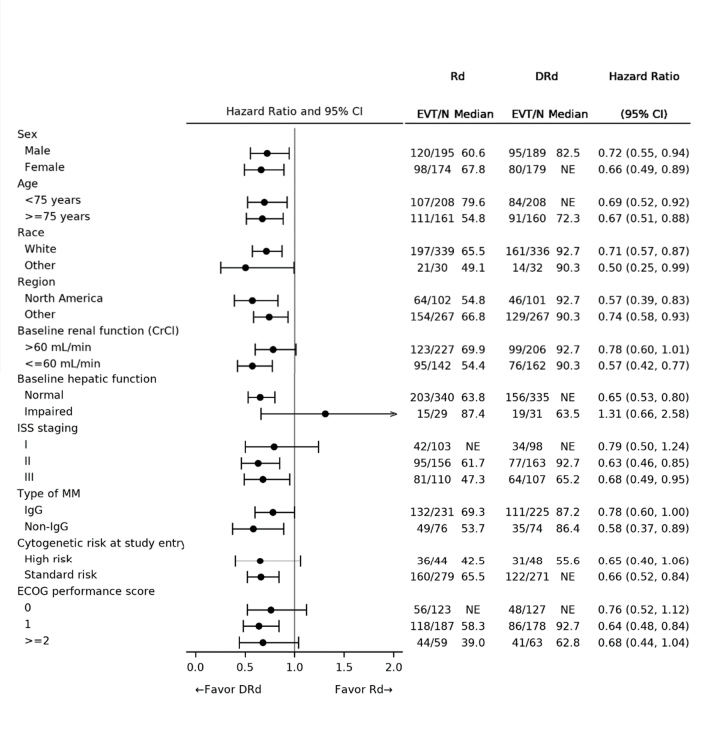 Rd DRd Hazard Ratio
Hazard Ratio and 95% CI EVT/N Median EVT/N Median (95% CI)
Sex
Male 120/195 60.6 95/189 82.5 0.72 (0.55, 0.94)
Female 98/174 67.8 80/179 NE 0.66 (0.49, 0.89)
Age
<75 years 107/208 79.6 84/208 NE 0.69 (0.52, 0.92)
>=75 years 111/161 54.8 91/160 72.3 0.67 (0.51, 0.88)
Race
White 197/339 65.5 161/336 92.7 0.71 (0.57, 0.87)
Other 21/30 49.1 14/32 90.3 0.50 (0.25, 0.99)
Region
North America 64/102 54.8 46/101 92.7 0.57 (0.39, 0.83)
Other 154/267 66.8 129/267 90.3 0.74 (0.58, 0.93)
Baseline renal function (CrCl)
>60 mL/min 123/227 69.9 99/206 92.7 0.78 (0.60, 1.01)
<=60 mL/min 95/142 54.4 76/162 90.3 0.57 (0.42, 0.77)
Baseline hepatic function
Normal 203/340 63.8 156/335 NE 0.65 (0.53, 0.80)
Impaired 15/29 87.4 19/31 63.5 1.31 (0.66, 2.58)
ISS staging
I 42/103 NE 34/98 NE 0.79 (0.50, 1.24)
II 95/156 61.7 77/163 92.7 0.63 (0.46, 0.85)
III 81/110 47.3 64/107 65.2 0.68 (0.49, 0.95)
Type of MM
IgG 132/231 69.3 111/225 87.2 0.78 (0.60, 1.00)
Non-IgG 49/76 53.7 35/74 86.4 0.58 (0.37, 0.89)
Cytogenetic risk at study entry
High risk 36/44 42.5 31/48 55.6 0.65 (0.40, 1.06)
Standard risk 160/279 65.5 122/271 NE 0.66 (0.52, 0.84)
ECOG performance score
0 56/123 NE 48/127 NE 0.76 (0.52, 1.12)
1 118/187 58.3 86/178 92.7 0.64 (0.48, 0.84)
>=2 44/59 39.0 41/63 62.8 0.68 (0.44, 1.04)
0.0 0.5 1.0 1.5 2.0
←Favor DRd Favor Rd→